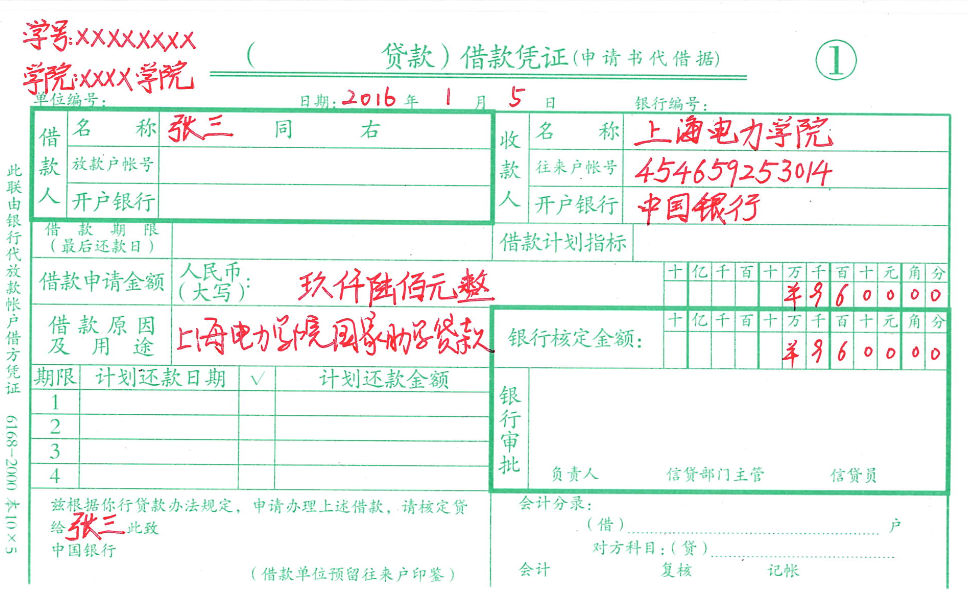 学号:XXXXXXXX
学院:XXXX学院
( 贷款)借款凭证(申请书代借据) ①
单位编号: 日期:2016年 1月 5日 银行编号:
借款人 名称 张三 同 右
放款户帐号
开户银行
收款人 名称 上海电力学院
往来户帐号 454659253014
开户银行 中国银行
借款期限
(最后还款日)
借款计划指标
借款申请金额 人民币(大写): 玖仟陆佰元整
十 亿 千 百 十 万 千 百 十 元 角 分
¥ 9 6 0 0 0 0
借款原因及用途 上海电力学院国家助学贷款
银行核定金额:
十 亿 千 百 十 万 千 百 十 元 角 分
¥ 9 6 0 0 0 0
期限 计划还款日期 √ 计划还款金额
1
2
3
4
银行审批
负责人 信贷部门主管 信贷员
兹根据你行贷款办法规定，申请办理上述借款，请核定贷
给张三此致
中国银行
(借款单位预留往来户印鉴)
会计分录:
(借) 户
对方科目:(贷)
会计 复核 记帐
此联由银行代放款帐户借方凭证 6168-2000本10×5